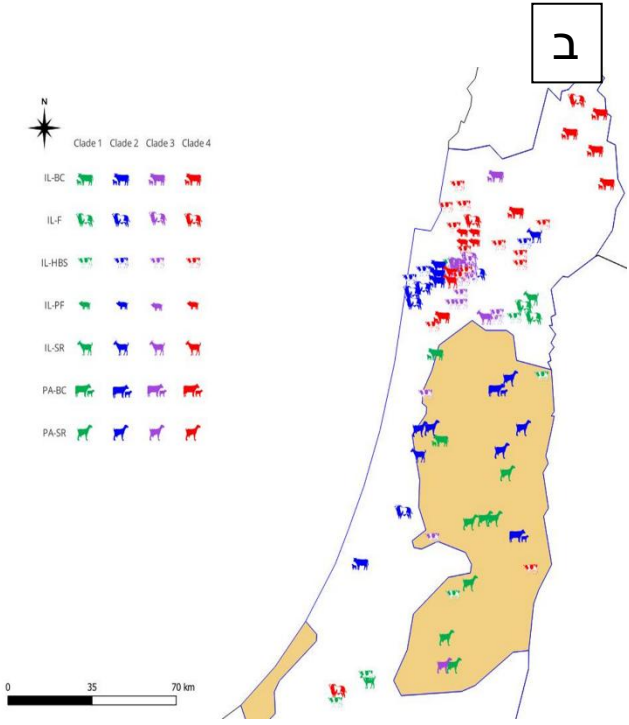 ב
N
Clade 1 Clade 2 Clade 3 Clade 4
IL-BC
IL-F
IL-HBS
IL-PF
IL-SR
PA-BC
PA-SR
0 35 70 km